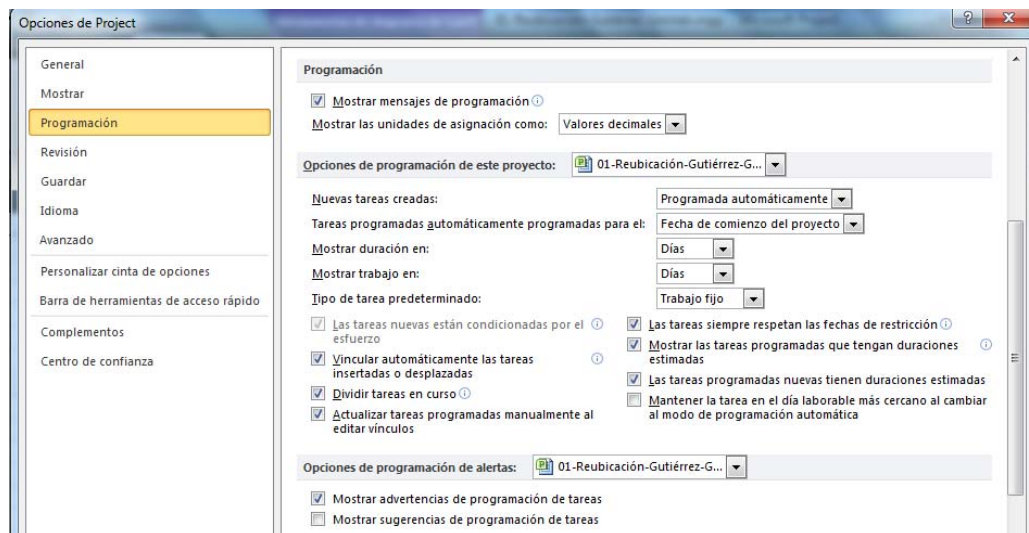 Opciones de Project
General
Mostrar
Programación
Revisión
Guardar
Idioma
Avanzado
Personalizar cinta de opciones
Barra de herramientas de acceso rápido
Complementos
Centro de confianza
Programación
Mostrar mensajes de programación
Mostrar las unidades de asignación como: Valores decimales
Opciones de programación de este proyecto: 01-Reubicación-Gutiérrez-G...
Nuevas tareas creadas: Programada automáticamente
Tareas programadas automáticamente programadas para el: Fecha de comienzo del proyecto
Mostrar duración en: Días
Mostrar trabajo en: Días
Tipo de tarea predeterminado: Trabajo fijo
Las tareas nuevas están condicionadas por el
esfuerzo
Vincular automáticamente las tareas
insertadas o desplazadas
Dividir tareas en curso
Actualizar tareas programadas manualmente al
editar vínculos
Las tareas siempre respetan las fechas de restricción
Mostrar las tareas programadas que tengan duraciones
estimadas
Las tareas programadas nuevas tienen duraciones estimadas
Mantener la tarea en el día laborable más cercano al cambiar
al modo de programación automática
Opciones de programación de alertas: 01-Reubicación-Gutiérrez-G...
Mostrar advertencias de programación de tareas
Mostrar sugerencias de programación de tareas